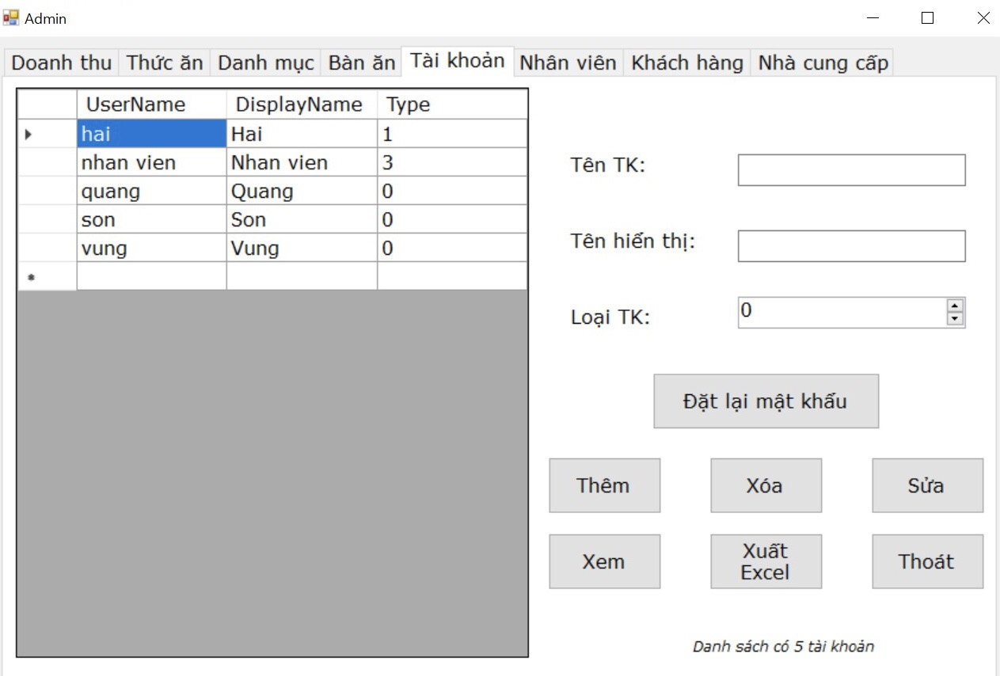 Admin
Doanh thu Thức ăn Danh mục Bàn ăn Tài khoản Nhân viên Khách hàng Nhà cung cấp
UserName DisplayName Type
hai Hai 1
nhan vien Nhan vien 3
quang Quang 0
son Son 0
vung Vung 0
Tên TK:
Tên hiển thị:
Loại TK: 0
Đặt lại mật khẩu
Thêm Xóa Sửa
Xem Xuất Excel Thoát
Danh sách có 5 tài khoản